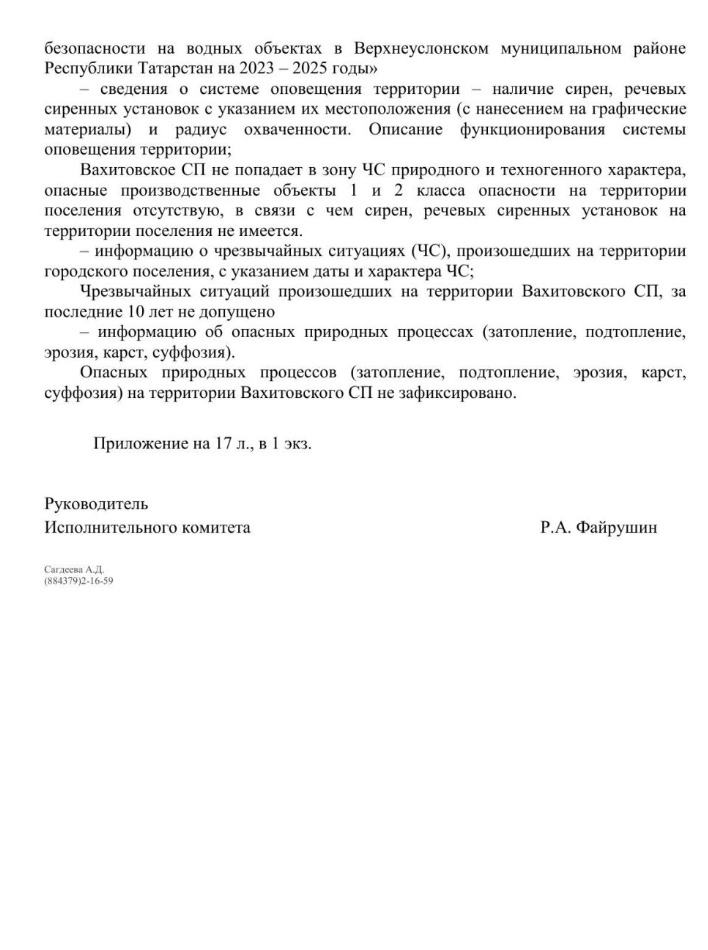 безопасности на водных объектах в Верхнеуслонском муниципальном районе
Республики Татарстан на 2023 – 2025 годы»
– сведения о системе оповещения территории – наличие сирен, речевых
сиренных установок с указанием их местоположения (с нанесением на графические
материалы) и радиус охваченности. Описание функционирования системы
оповещения территории;
Вахитовское СП не попадает в зону ЧС природного и техногенного характера,
опасные производственные объекты 1 и 2 класса опасности на территории
поселения отсутствую, в связи с чем сирен, речевых сиренных установок на
территории поселения не имеется.
– информацию о чрезвычайных ситуациях (ЧС), произошедших на территории
городского поселения, с указанием даты и характера ЧС;
Чрезвычайных ситуаций произошедших на территории Вахитовского СП, за
последние 10 лет не допущено
– информацию об опасных природных процессах (затопление, подтопление,
эрозия, карст, суффозия).
Опасных природных процессов (затопление, подтопление, эрозия, карст,
суффозия) на территории Вахитовского СП не зафиксировано.
Приложение на 17 л., в 1 экз.
Руководитель
Исполнительного комитета Р.А. Файрушин
Сагдеева А.Д.
(884379)2-16-59